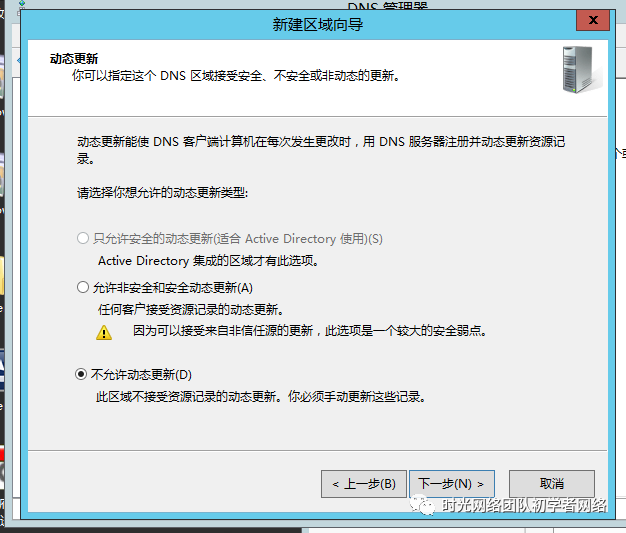 DNS 管理器
新建区域向导
x
动态更新
你可以指定这个 DNS 区域接受安全、不安全或非动态的更新。
动态更新能使 DNS 客户端计算机在每次发生更改时，用 DNS 服务器注册并动态更新资源记
录。
请选择你想允许的动态更新类型:
只允许安全的动态更新(适合 Active Directory 使用)(S)
Active Directory 集成的区域才有此选项。
允许非安全和安全动态更新(A)
任何客户接受资源记录的动态更新。
因为可以接受来自非信任源的更新，此选项是一个较大的安全弱点。
不允许动态更新(D)
此区域不接受资源记录的动态更新。你必须手动更新这些记录。
< 上一步(B) 下一步(N) > 取消
时光网络团队初学者网络